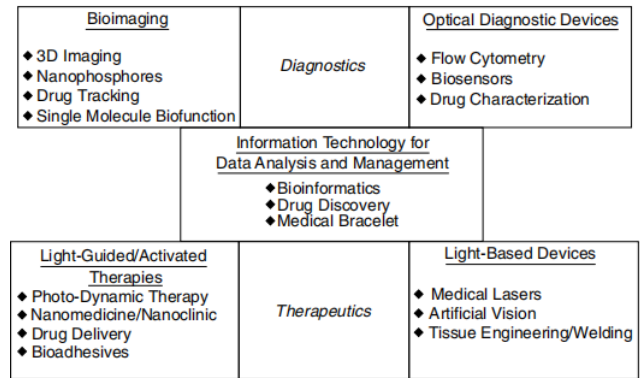 Bioimaging
◆ 3D Imaging
◆ Nanophosphores
◆ Drug Tracking
◆ Single Molecule Biofunction
Diagnostics
Optical Diagnostic Devices
◆ Flow Cytometry
◆ Biosensors
◆ Drug Characterization
Information Technology for
Data Analysis and Management
◆ Bioinformatics
◆ Drug Discovery
◆ Medical Bracelet
Light-Guided/Activated
Therapies
◆ Photo-Dynamic Therapy
◆ Nanomedicine/Nanoclinic
◆ Drug Delivery
◆ Bioadhesives
Therapeutics
Light-Based Devices
◆ Medical Lasers
◆ Artificial Vision
◆ Tissue Engineering/Welding